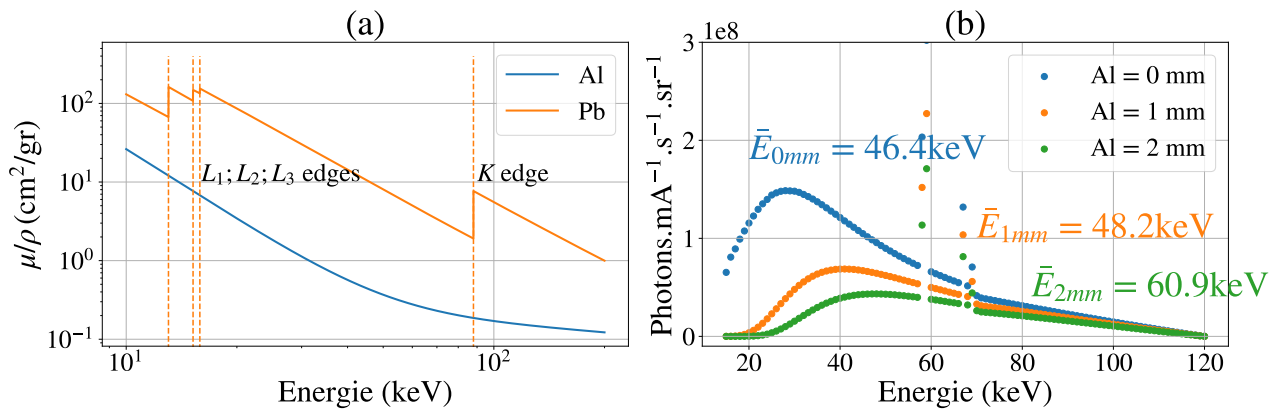 (a)
μ/ρ (cm²/gr)
10²
10¹
10⁰
10⁻¹
Al
Pb
L₁; L₂; L₃ edges
K edge
10¹
10²
Energie (keV)
(b)
1e8
Photons.mA⁻¹.s⁻¹.sr⁻¹
3
2
1
0
Al = 0 mm
Al = 1 mm
Al = 2 mm
Ē₀ₘₘ = 46.4keV
Ē₁ₘₘ = 48.2keV
Ē₂ₘₘ = 60.9keV
20
40
60
80
100
120
Energie (keV)